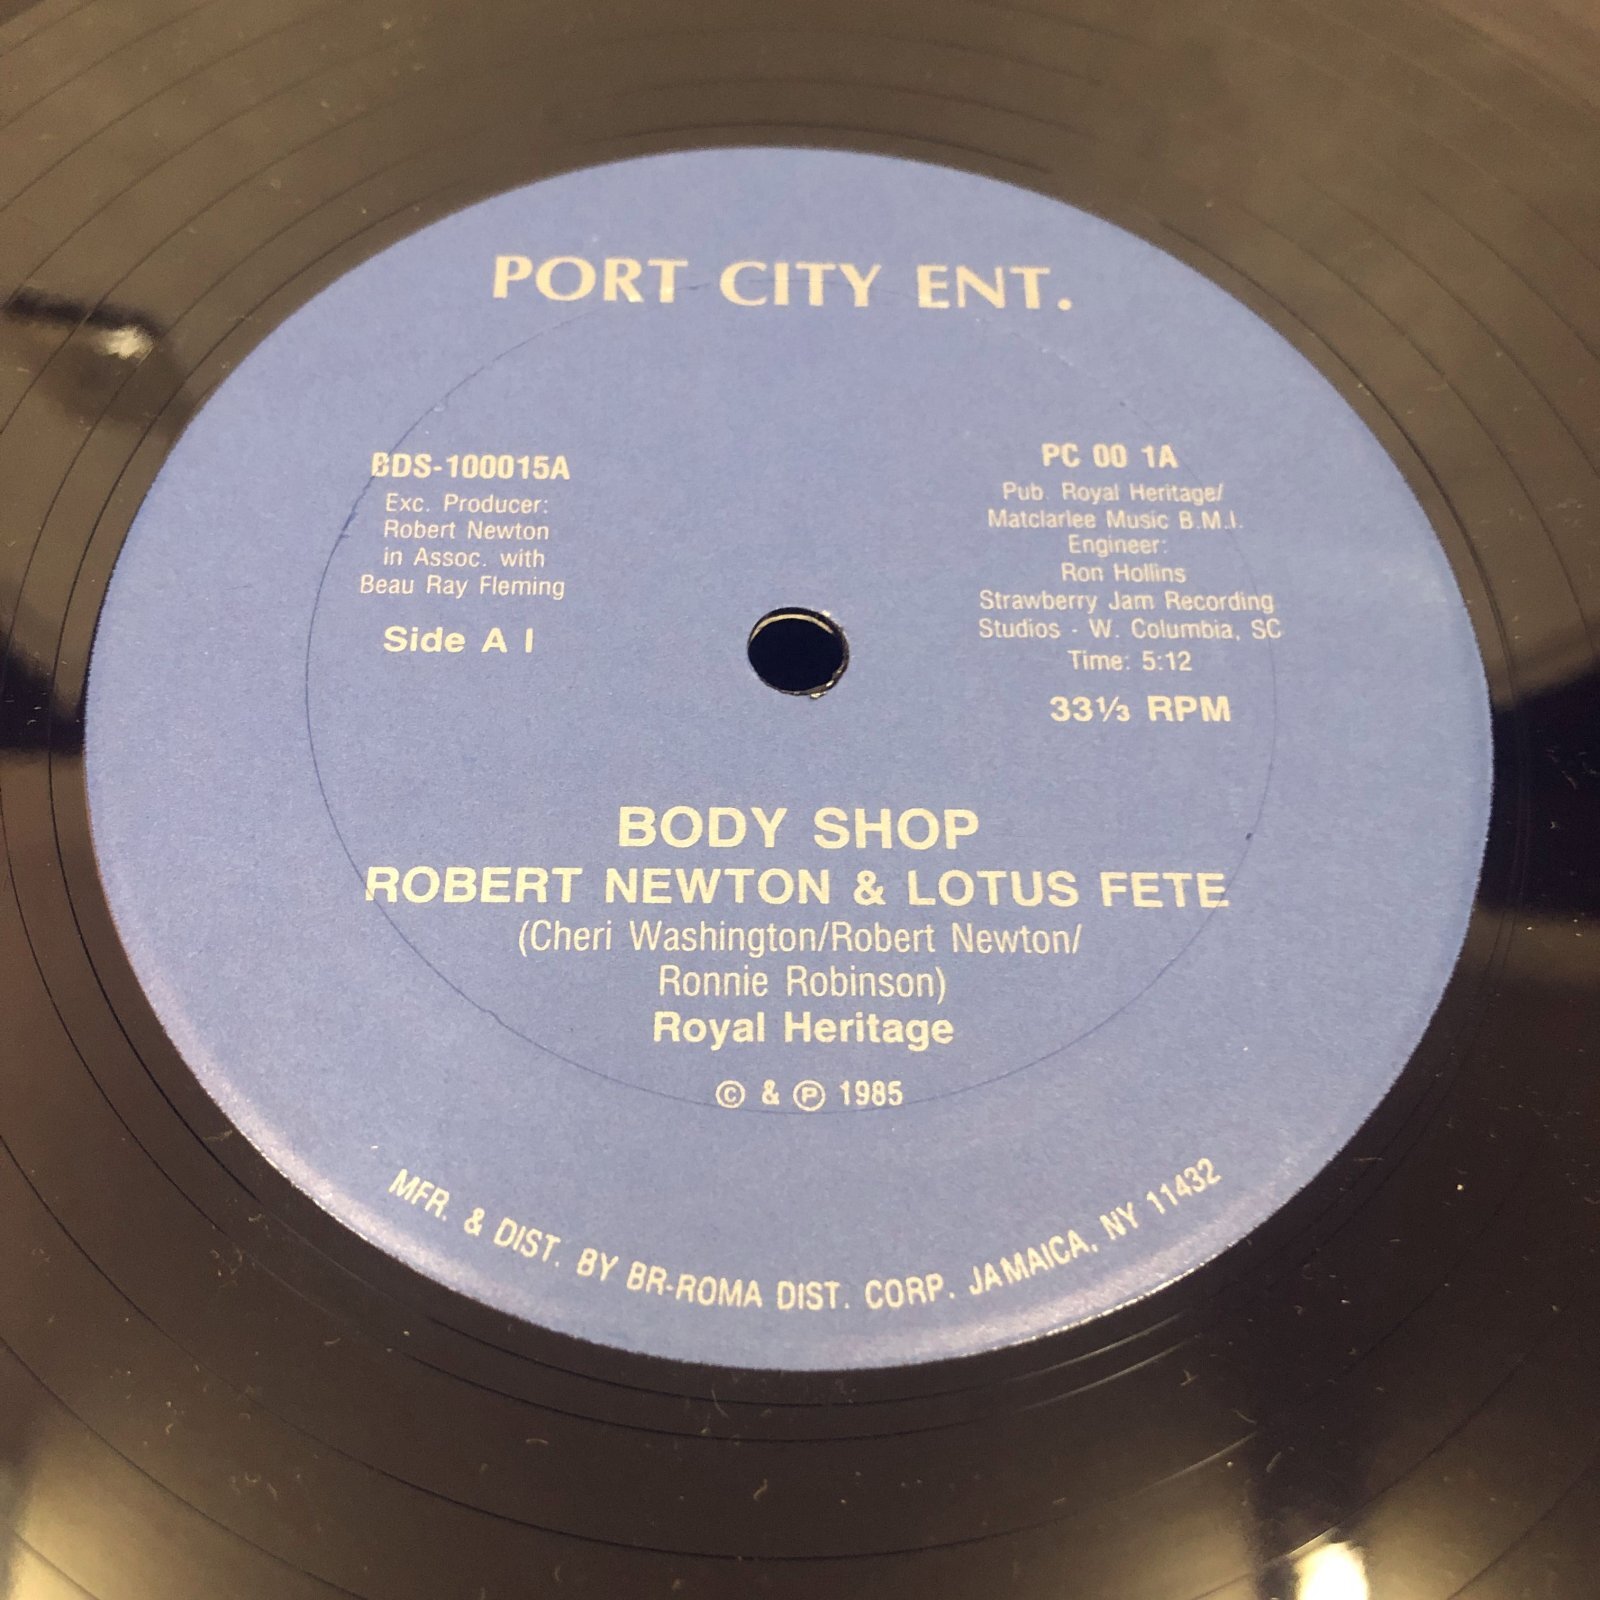 PORT CITY ENT.
BDS-100015A
Exc. Producer:
Robert Newton
in Assoc. with
Beau Ray Fleming
Side A I
PC 00 1A
Pub. Royal Heritage/
Matclarlee Music B.M.I.
Engineer:
Ron Hollins
Strawberry Jam Recording
Studios - W. Columbia, SC
Time: 5:12
33⅓ RPM
BODY SHOP
ROBERT NEWTON & LOTUS FETE
(Cheri Washington/Robert Newton/
Ronnie Robinson)
Royal Heritage
© & ℗ 1985
MFR. & DIST. BY BR-ROMA DIST. CORP. JAMAICA, NY 11432